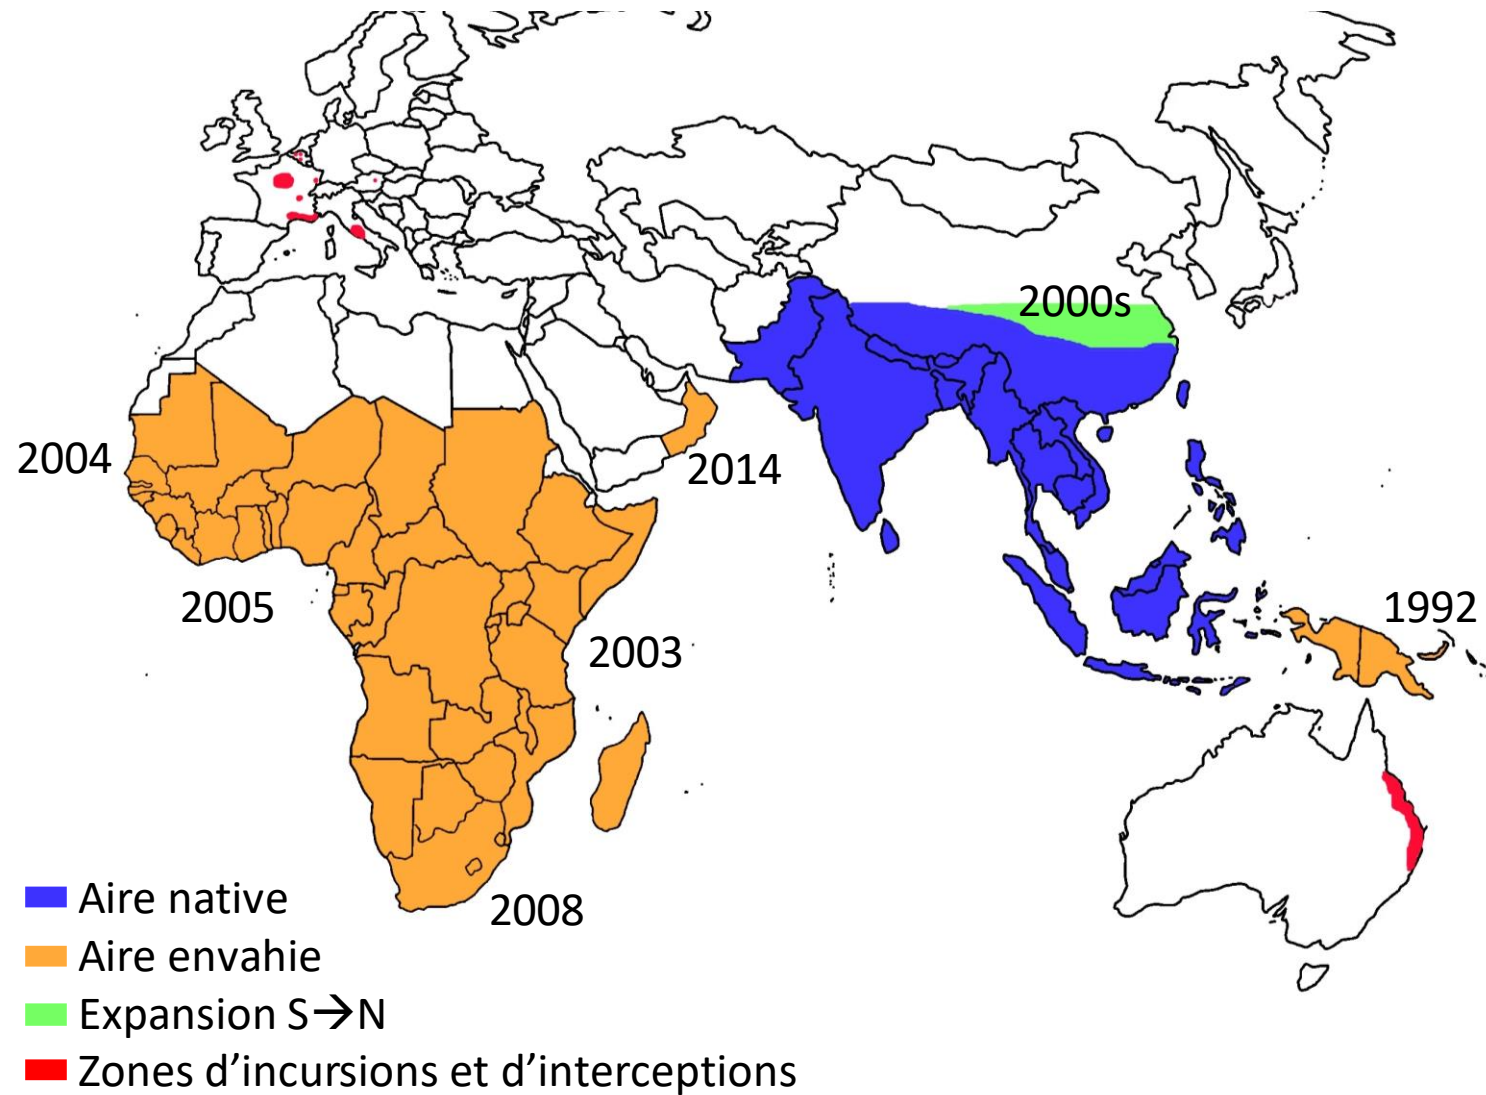 2000s
2004
2014
2005
1992
2003
2008
Aire native
Aire envahie
Expansion S→N
Zones d’incursions et d’interceptions